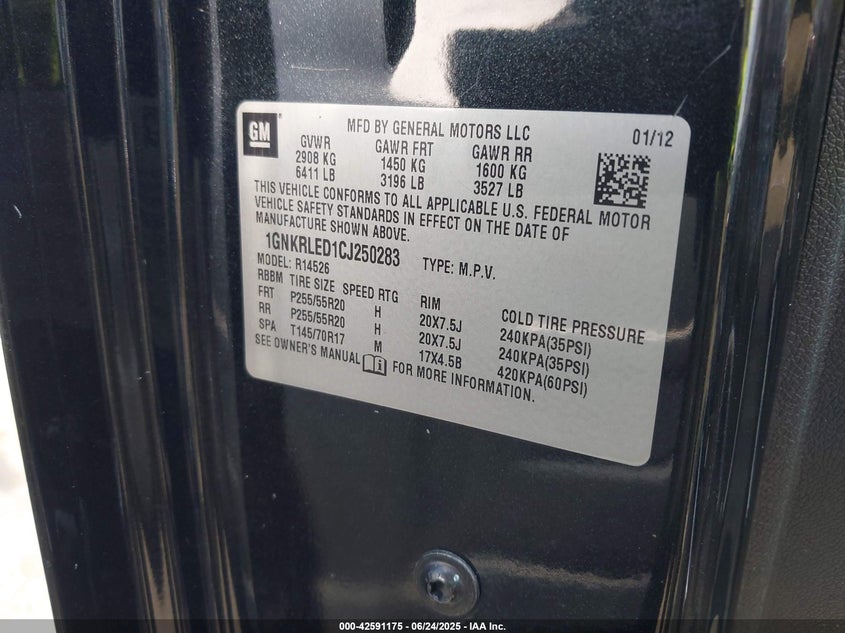 GM
MFD BY GENERAL MOTORS LLC
01/12
GVWR GAWR FRT GAWR RR
2908 KG 1450 KG 1600 KG
6411 LB 3196 LB 3527 LB
THIS VEHICLE CONFORMS TO ALL APPLICABLE U.S. FEDERAL MOTOR
VEHICLE SAFETY STANDARDS IN EFFECT ON THE DATE OF
MANUFACTURE SHOWN ABOVE.
1GNKRLED1CJ250283 TYPE: M.P.V.
MODEL: R14526
RBBM TIRE SIZE SPEED RTG RIM COLD TIRE PRESSURE
FRT P255/55R20 H 20X7.5J 240KPA(35PSI)
RR P255/55R20 H 20X7.5J 240KPA(35PSI)
SPA T145/70R17 M 17X4.5B 420KPA(60PSI)
SEE OWNER'S MANUAL FOR MORE INFORMATION.
000-42591175 - 06/24/2025 - IAA Inc.